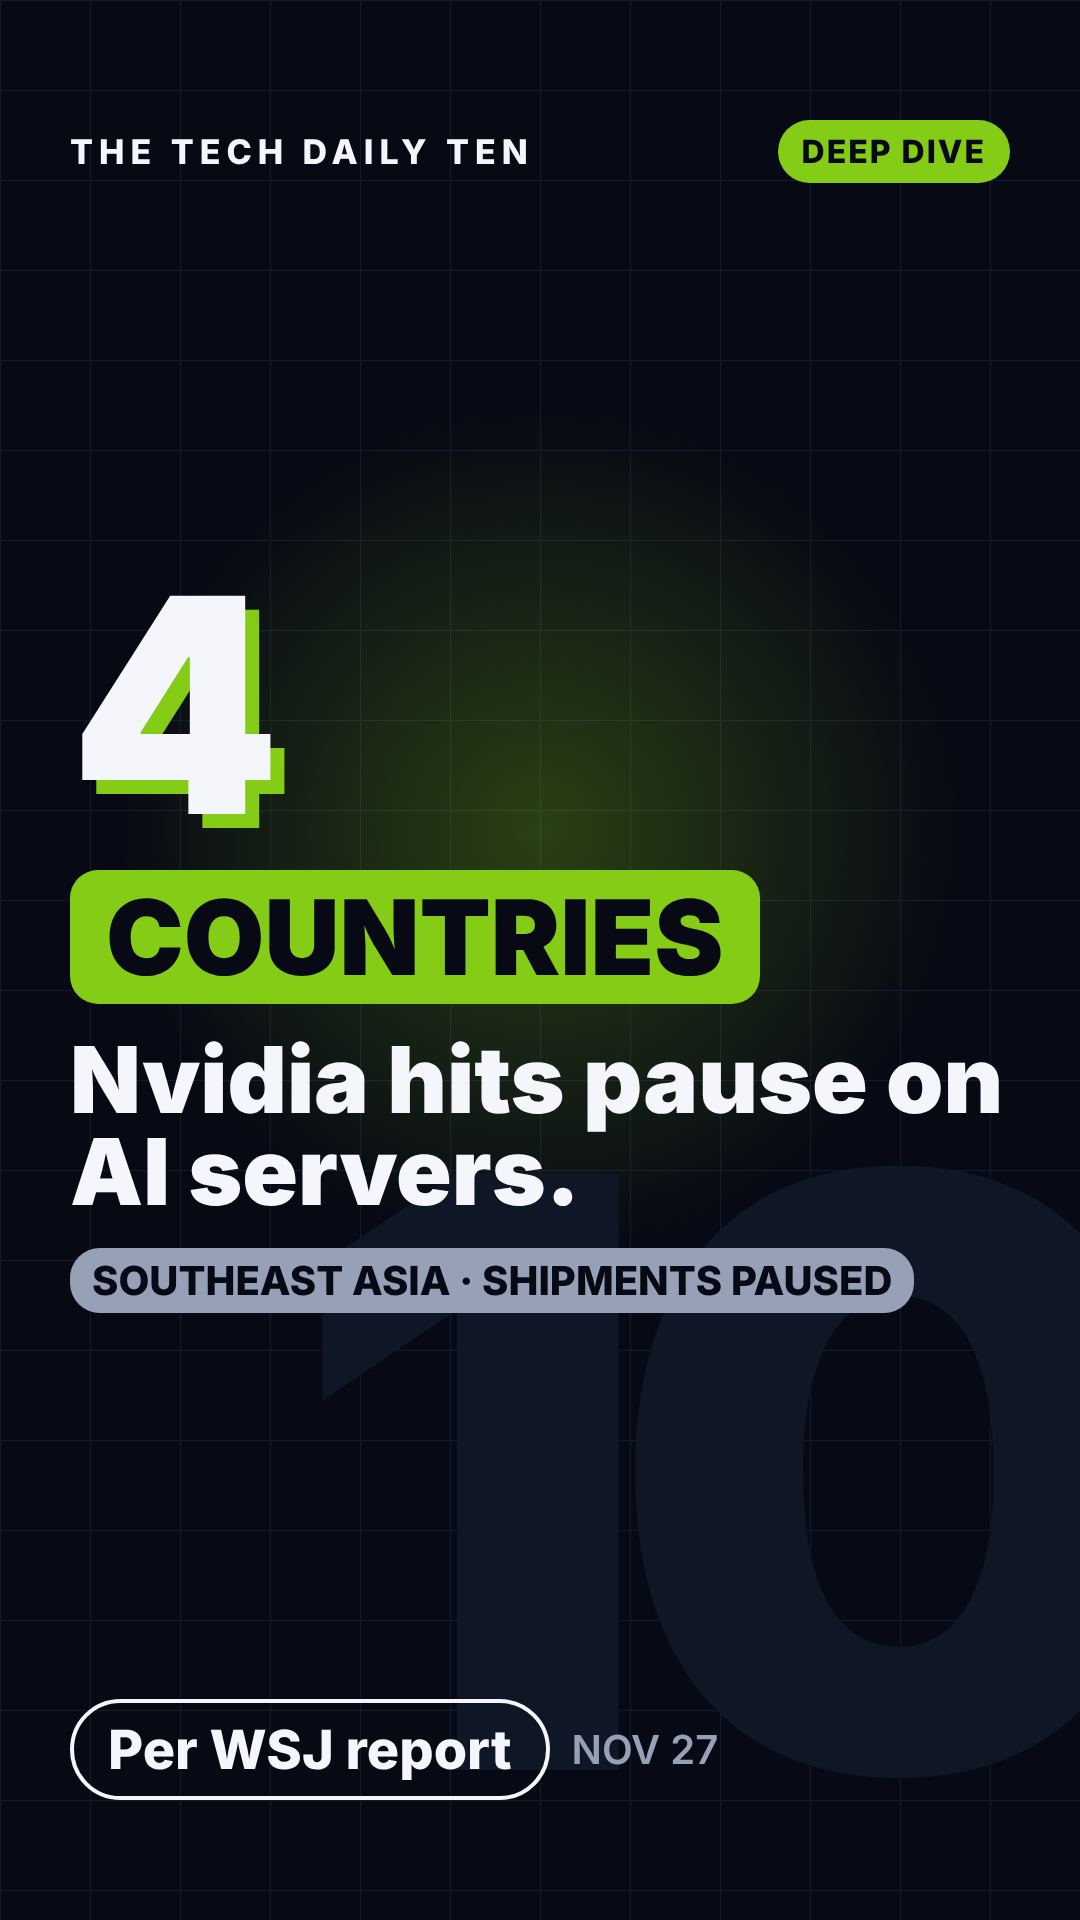 THE TECH DAILY TEN
DEEP DIVE
4
COUNTRIES
Nvidia hits pause on
AI servers.
SOUTHEAST ASIA · SHIPMENTS PAUSED
10
Per WSJ report
NOV 27